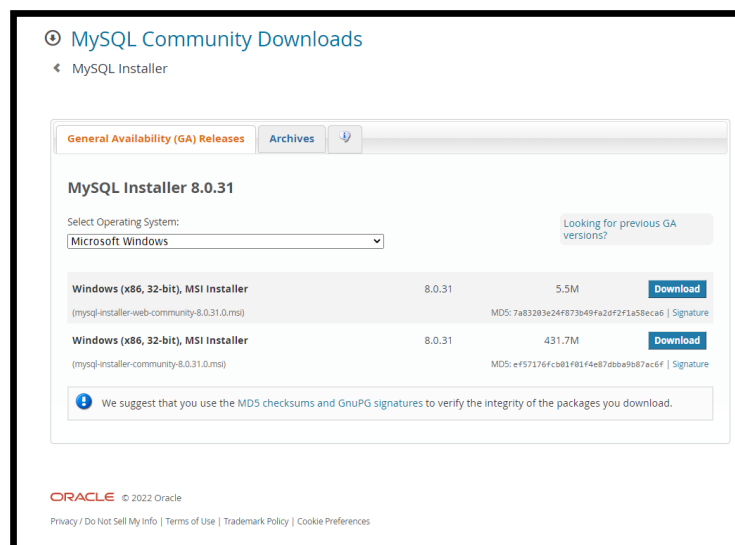 MySQL Community Downloads
MySQL Installer
General Availability (GA) Releases Archives
MySQL Installer 8.0.31
Select Operating System:
Microsoft Windows
Looking for previous GA
versions?
Windows (x86, 32-bit), MSI Installer 8.0.31 5.5M Download
(mysql-installer-web-community-8.0.31.0.msi) MD5: 7a83203e24f873b49fa2df2f1a58eca6 | Signature
Windows (x86, 32-bit), MSI Installer 8.0.31 431.7M Download
(mysql-installer-community-8.0.31.0.msi) MD5: ef57176fcb01f01f4e87dbba9b87ac6f | Signature
We suggest that you use the MD5 checksums and GnuPG signatures to verify the integrity of the packages you download.
ORACLE © 2022 Oracle
Privacy / Do Not Sell My Info | Terms of Use | Trademark Policy | Cookie Preferences